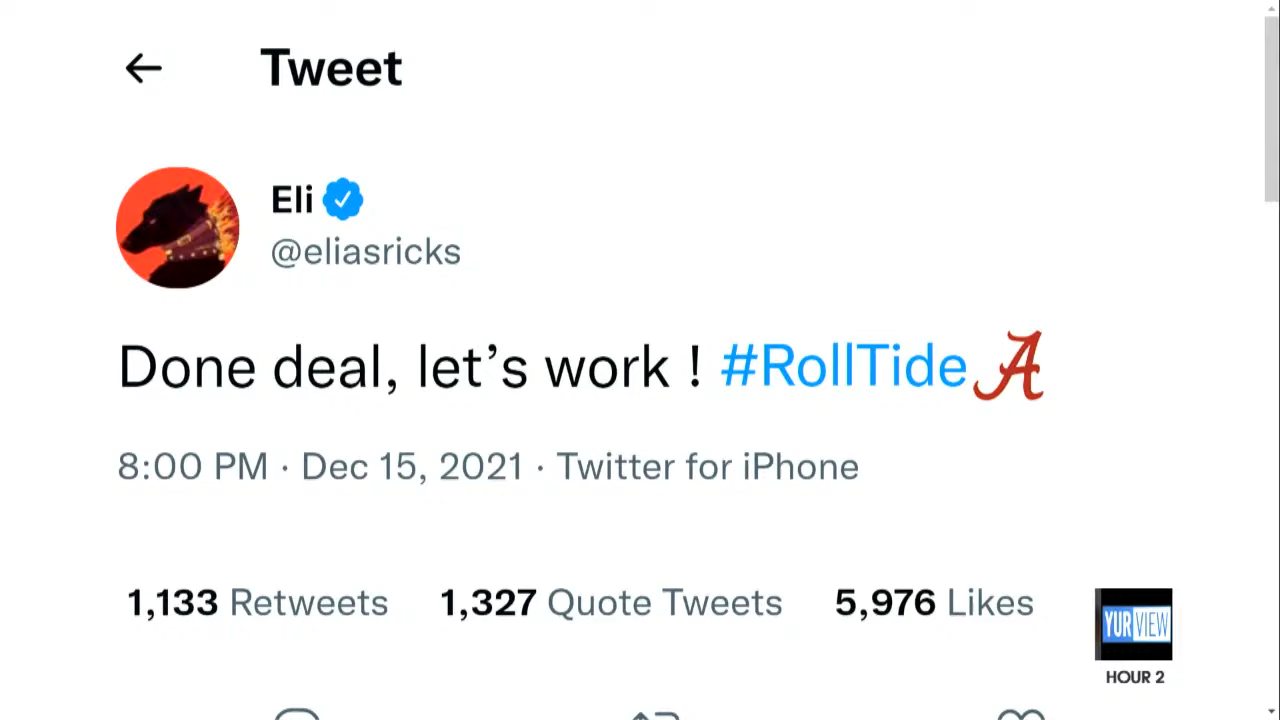 Tweet
Eli
@eliasricks
Done deal, let’s work ! #RollTide A
8:00 PM · Dec 15, 2021 · Twitter for iPhone
1,133 Retweets 1,327 Quote Tweets 5,976 Likes
YURVIEW
HOUR 2